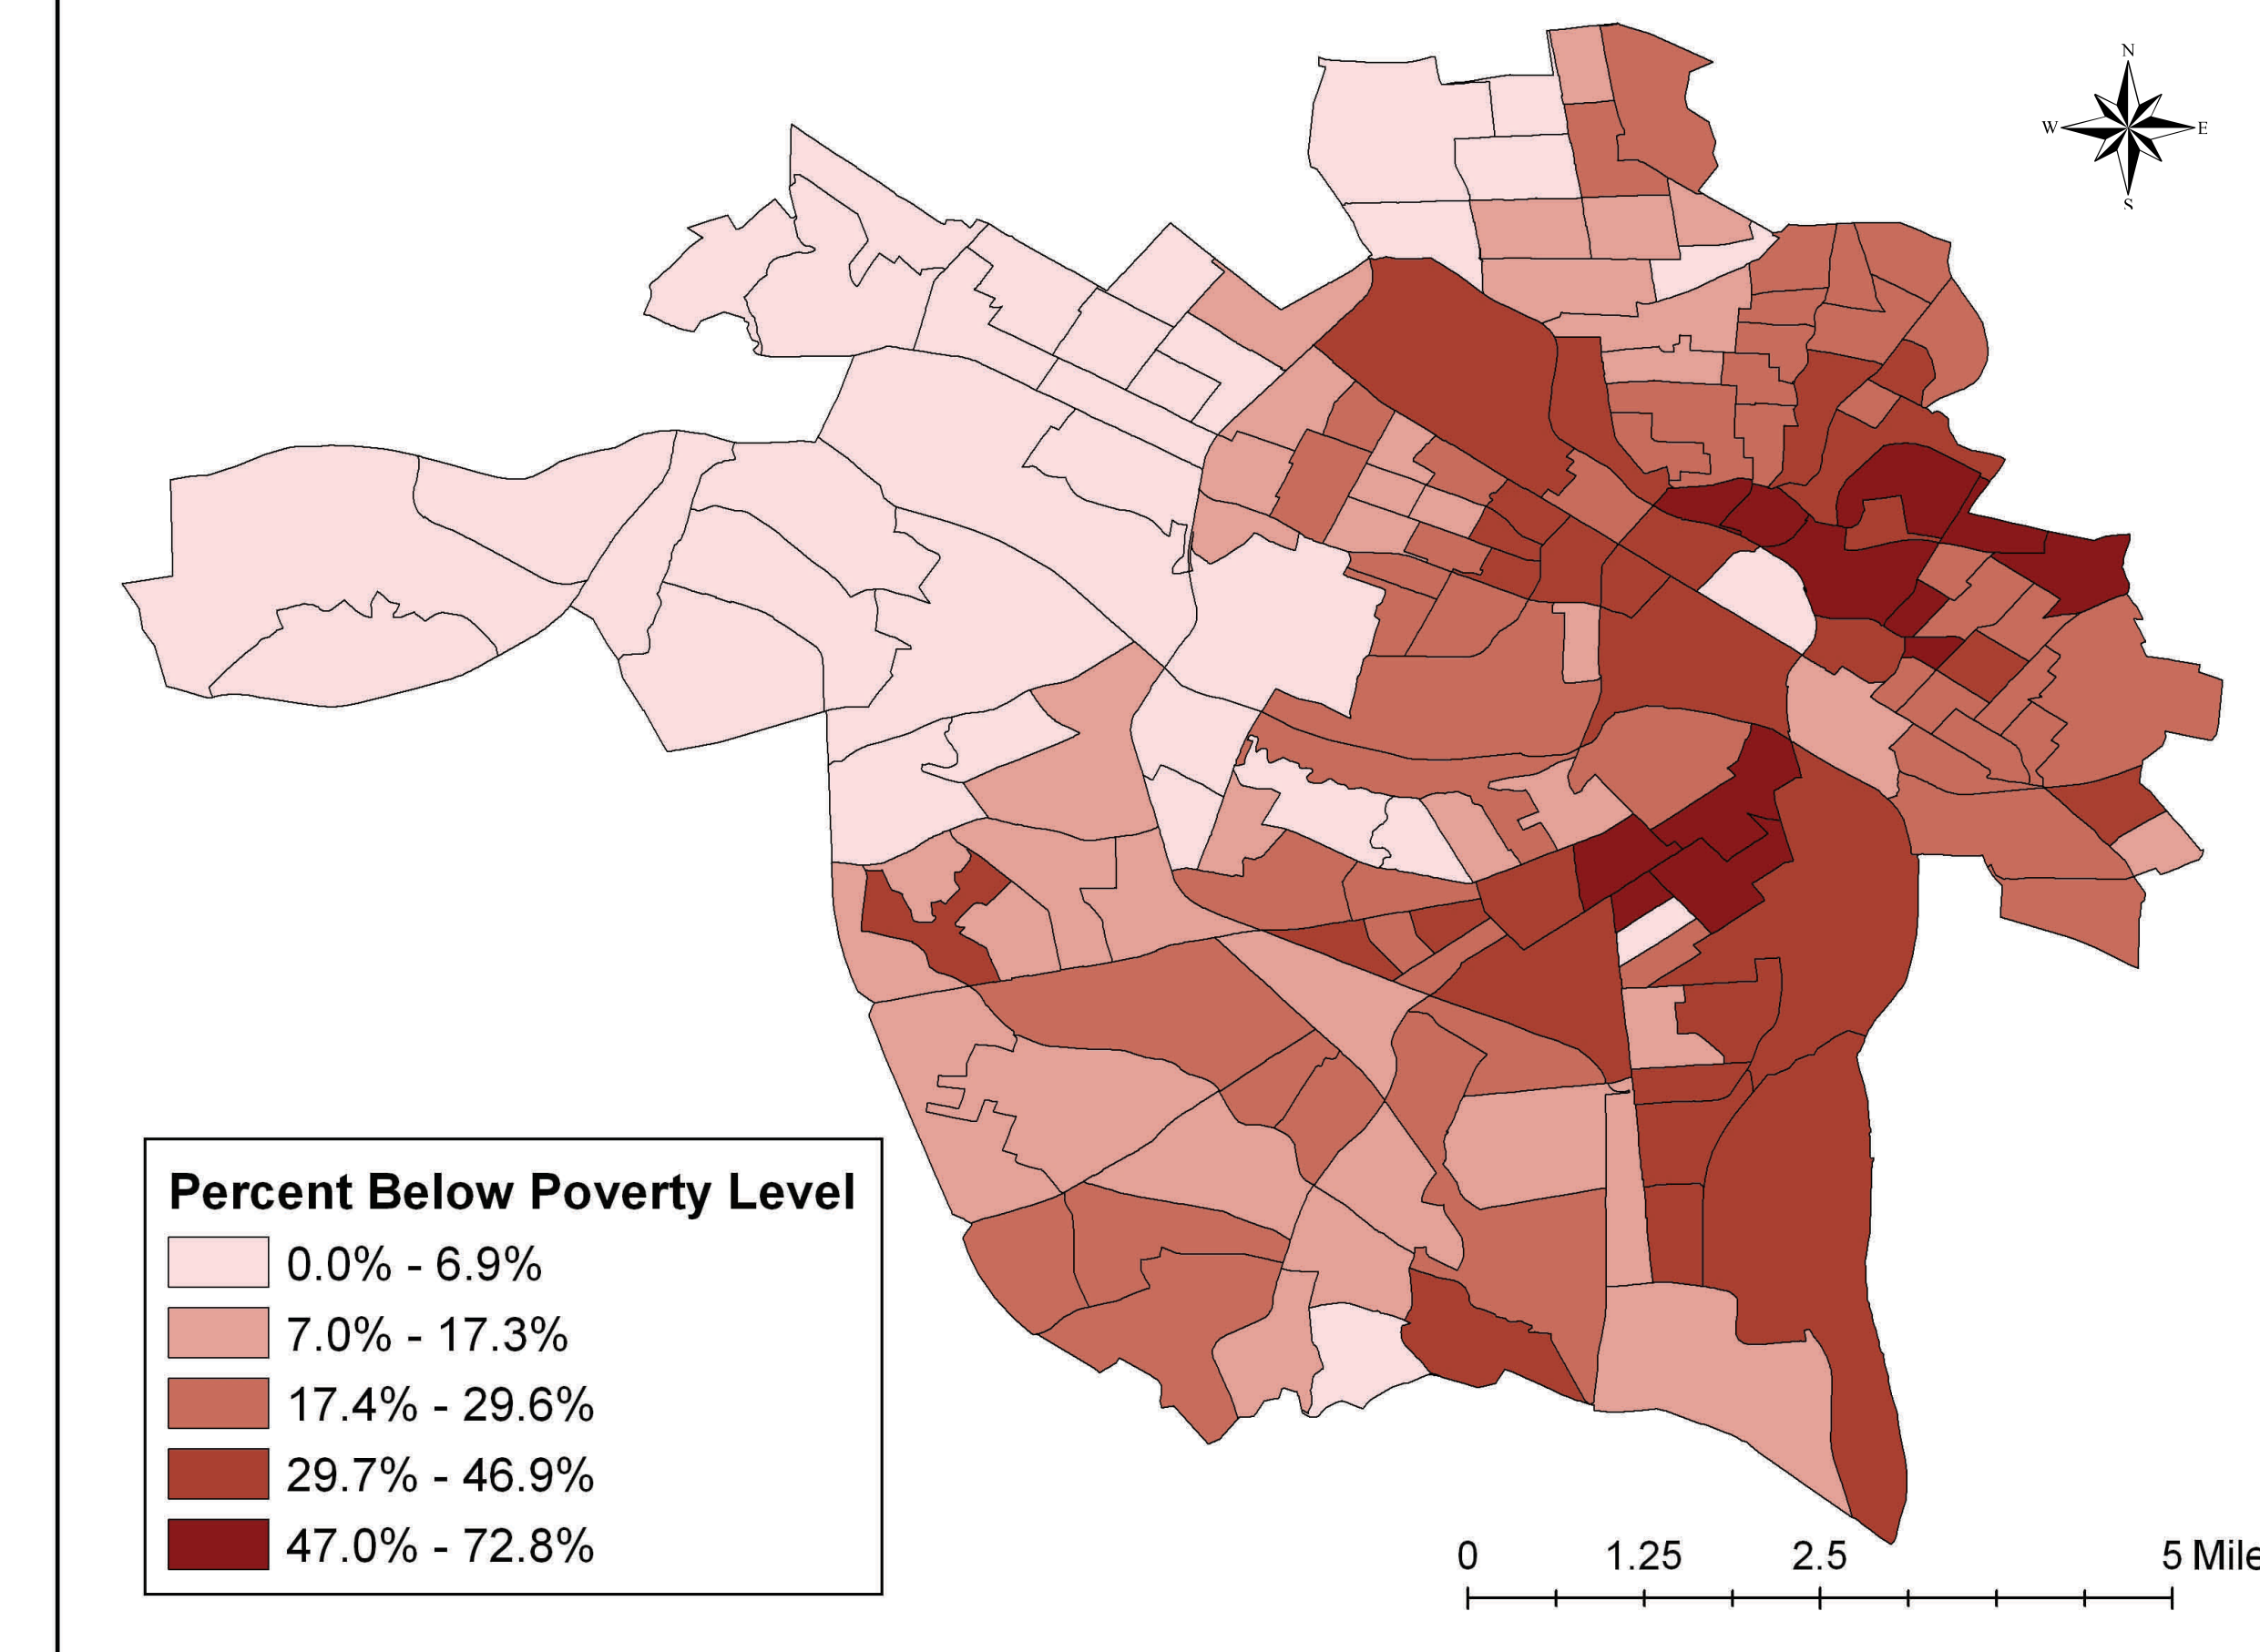 N
W E
S
Percent Below Poverty Level
0.0% - 6.9%
7.0% - 17.3%
17.4% - 29.6%
29.7% - 46.9%
47.0% - 72.8%
0 1.25 2.5 5 Mile